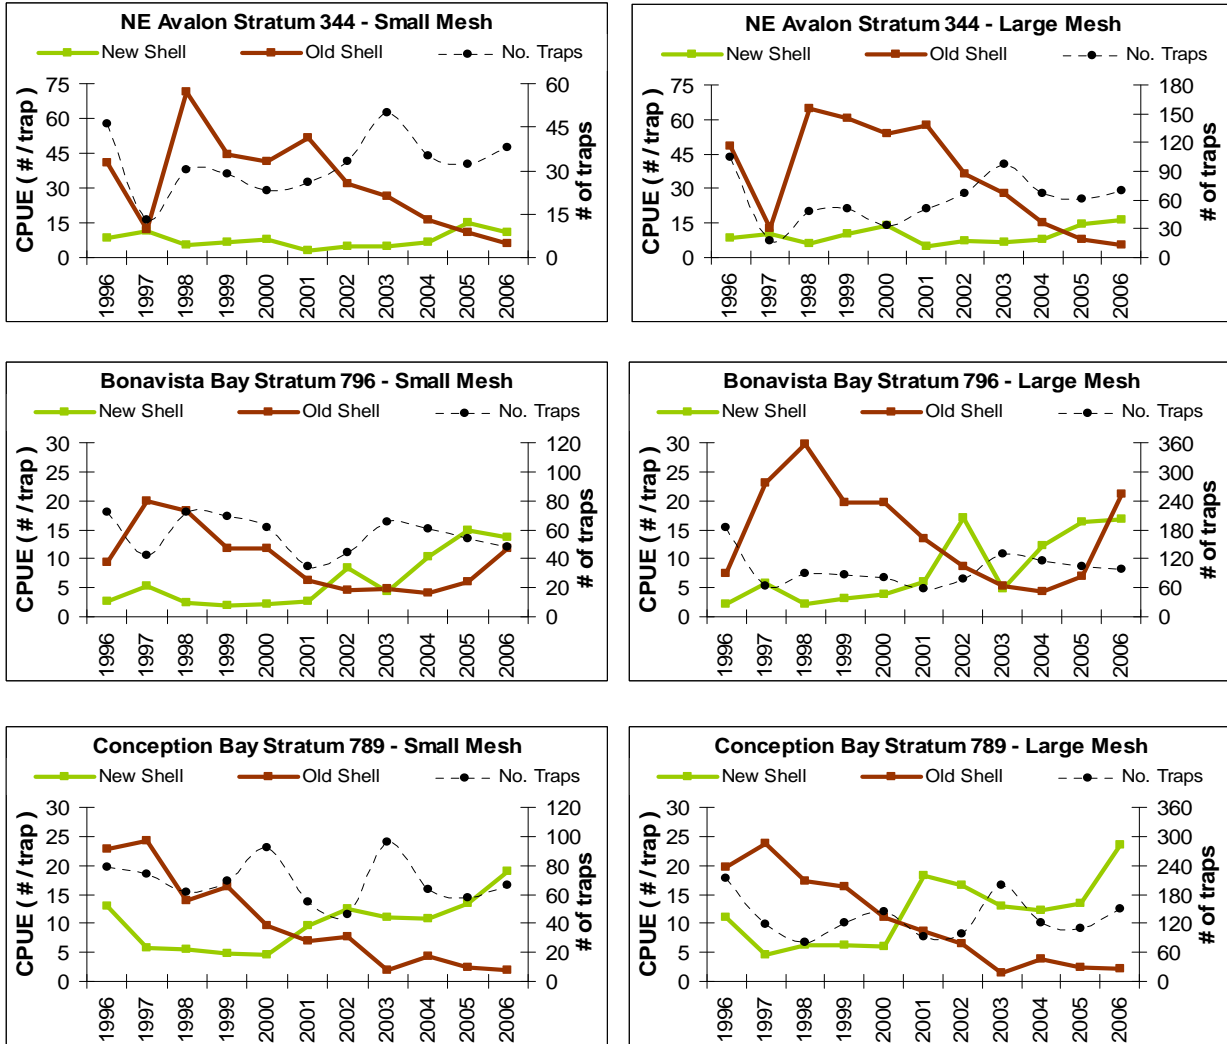 NE Avalon Stratum 344 - Small Mesh
New Shell Old Shell No. Traps
CPUE ( # / trap )
75
60
45
30
15
0
60
45
30
15
0
# of traps
1996 1997 1998 1999 2000 2001 2002 2003 2004 2005 2006
NE Avalon Stratum 344 - Large Mesh
New Shell Old Shell No. Traps
CPUE ( # / trap )
75
60
45
30
15
0
180
150
120
90
60
30
0
# of traps
1996 1997 1998 1999 2000 2001 2002 2003 2004 2005 2006
Bonavista Bay Stratum 796 - Small Mesh
New Shell Old Shell No. Traps
CPUE ( # / trap )
30
25
20
15
10
5
0
120
100
80
60
40
20
0
# of traps
1996 1997 1998 1999 2000 2001 2002 2003 2004 2005 2006
Bonavista Bay Stratum 796 - Large Mesh
New Shell Old Shell No. Traps
CPUE ( # / trap )
30
25
20
15
10
5
0
360
300
240
180
120
60
0
# of traps
1996 1997 1998 1999 2000 2001 2002 2003 2004 2005 2006
Conception Bay Stratum 789 - Small Mesh
New Shell Old Shell No. Traps
CPUE ( # / trap )
30
25
20
15
10
5
0
120
100
80
60
40
20
0
# of traps
1996 1997 1998 1999 2000 2001 2002 2003 2004 2005 2006
Conception Bay Stratum 789 - Large Mesh
New Shell Old Shell No. Traps
CPUE ( # / trap )
30
25
20
15
10
5
0
360
300
240
180
120
60
0
# of traps
1996 1997 1998 1999 2000 2001 2002 2003 2004 2005 2006